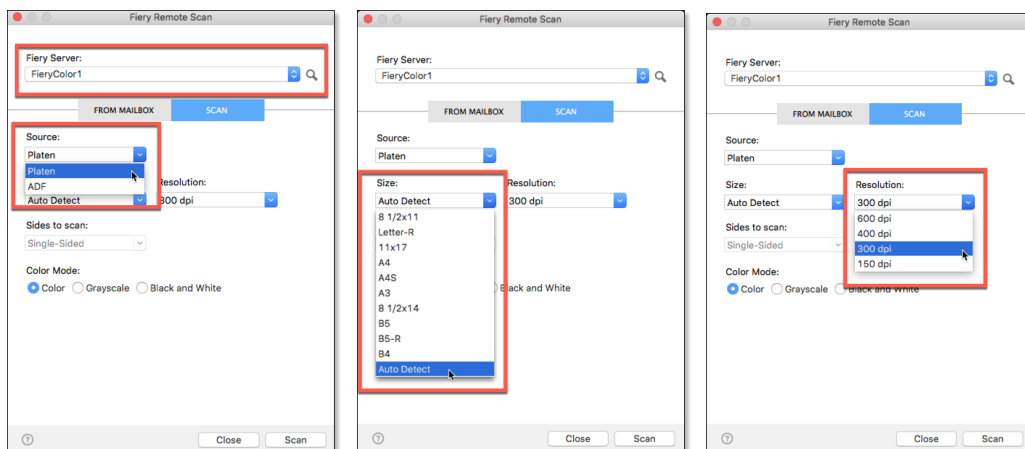 Fiery Remote Scan
Fiery Server:
FieryColor1
FROM MAILBOX SCAN
Source:
Platen
Platen
ADF
Resolution:
Auto Detect 300 dpi
Sides to scan:
Single-Sided
Color Mode:
Color Grayscale Black and White
? Close Scan
Fiery Remote Scan
Fiery Server:
FieryColor1
FROM MAILBOX SCAN
Source:
Platen
Size: Resolution:
Auto Detect 300 dpi
8 1/2x11
Letter-R
11x17
A4
A4S
A3
8 1/2x14
Black and White
B5
B5-R
B4
Auto Detect
? Close Scan
Fiery Remote Scan
Fiery Server:
FieryColor1
FROM MAILBOX SCAN
Source:
Platen
Size: Resolution:
Auto Detect 300 dpi
600 dpi
Sides to scan: 400 dpi
Single-Sided 300 dpi
150 dpi
Color Mode:
Color Grayscale Black and White
? Close Scan